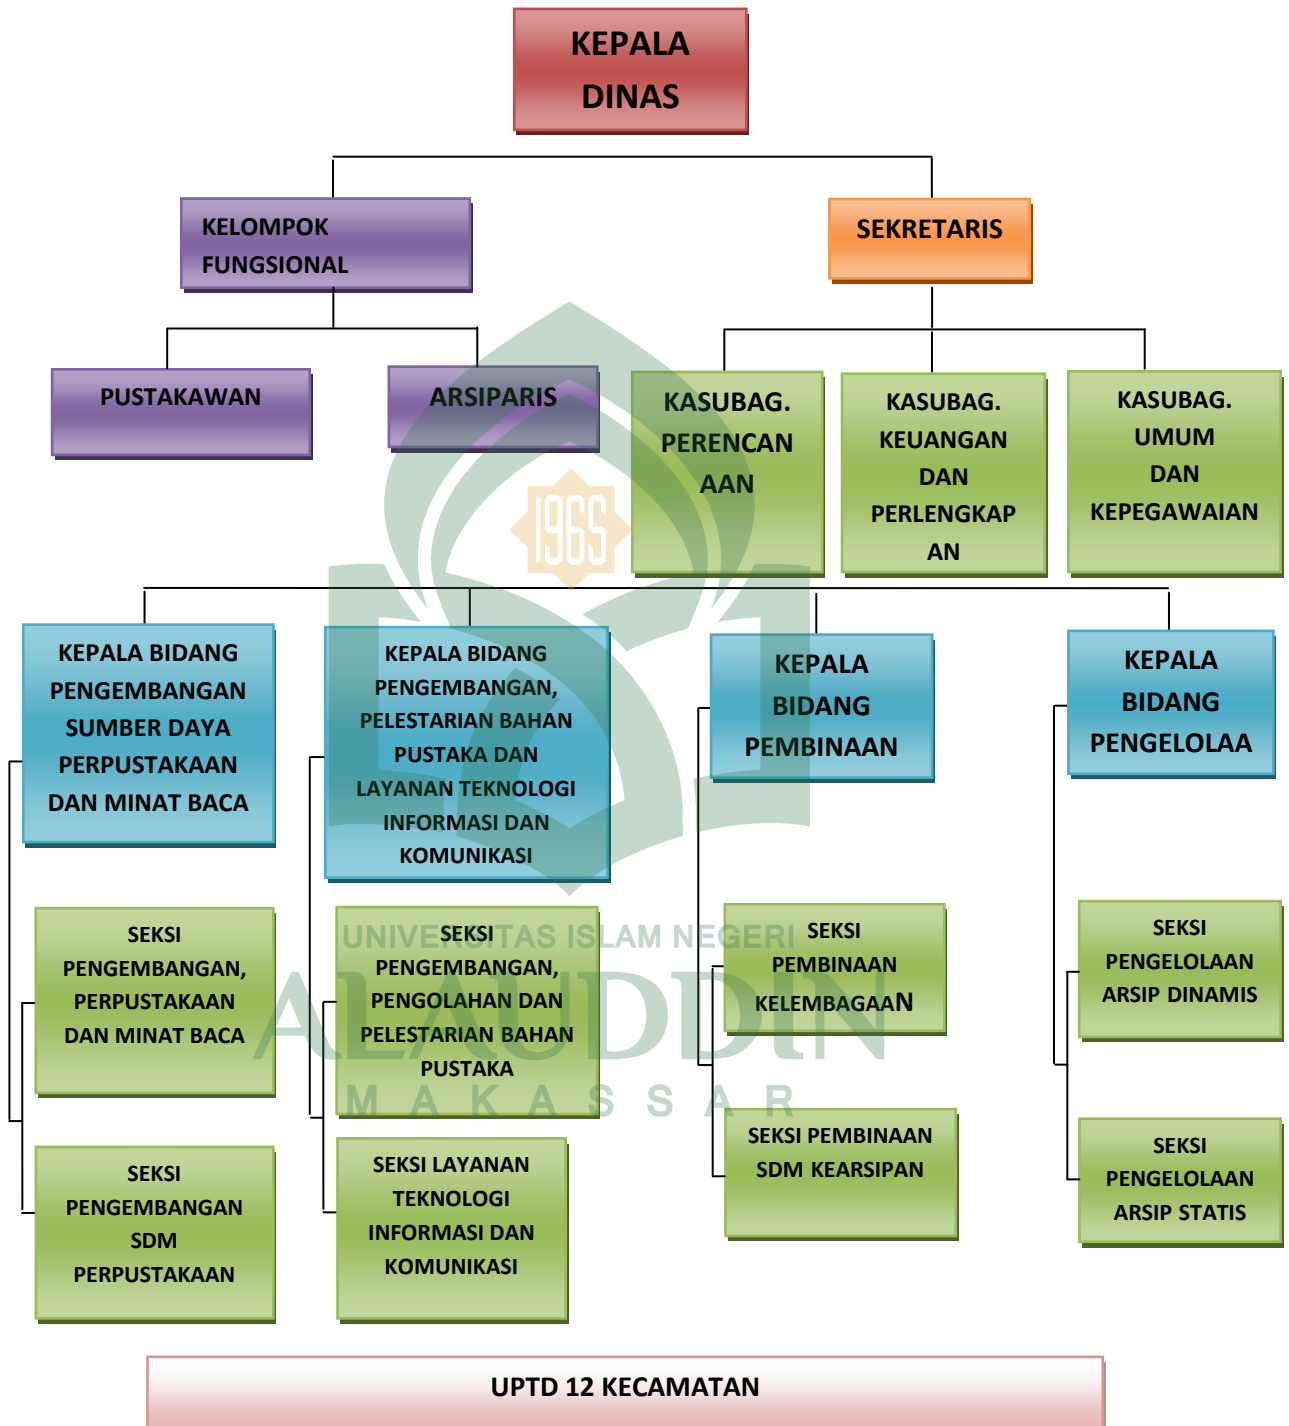 KEPALA
DINAS
KELOMPOK
FUNGSIONAL
SEKRETARIS
PUSTAKAWAN
ARSIPARIS
KASUBAG.
PERENCAN
AAN
KASUBAG.
KEUANGAN
DAN
PERLENGKAP
AN
KASUBAG.
UMUM
DAN
KEPEGAWAIAN
1965
KEPALA BIDANG
PENGEMBANGAN
SUMBER DAYA
PERPUSTAKAAN
DAN MINAT BACA
KEPALA BIDANG
PENGEMBANGAN,
PELESTARIAN BAHAN
PUSTAKA DAN
LAYANAN TEKNOLOGI
INFORMASI DAN
KOMUNIKASI
KEPALA
BIDANG
PEMBINAAN
KEPALA
BIDANG
PENGELOLAA
SEKSI
PENGEMBANGAN,
PERPUSTAKAAN
DAN MINAT BACA
SEKSI
PENGEMBANGAN,
PENGOLAHAN DAN
PELESTARIAN BAHAN
PUSTAKA
SEKSI
PEMBINAAN
KELEMBAGAAN
SEKSI
PENGELOLAAN
ARSIP DINAMIS
UNIVERSITAS ISLAM NEGERI
ALAUDDIN
MAKASSAR
SEKSI
PENGEMBANGAN
SDM
PERPUSTAKAAN
SEKSI LAYANAN
TEKNOLOGI
INFORMASI DAN
KOMUNIKASI
SEKSI PEMBINAAN
SDM KEARSIPAN
SEKSI
PENGELOLAAN
ARSIP STATIS
UPTD 12 KECAMATAN